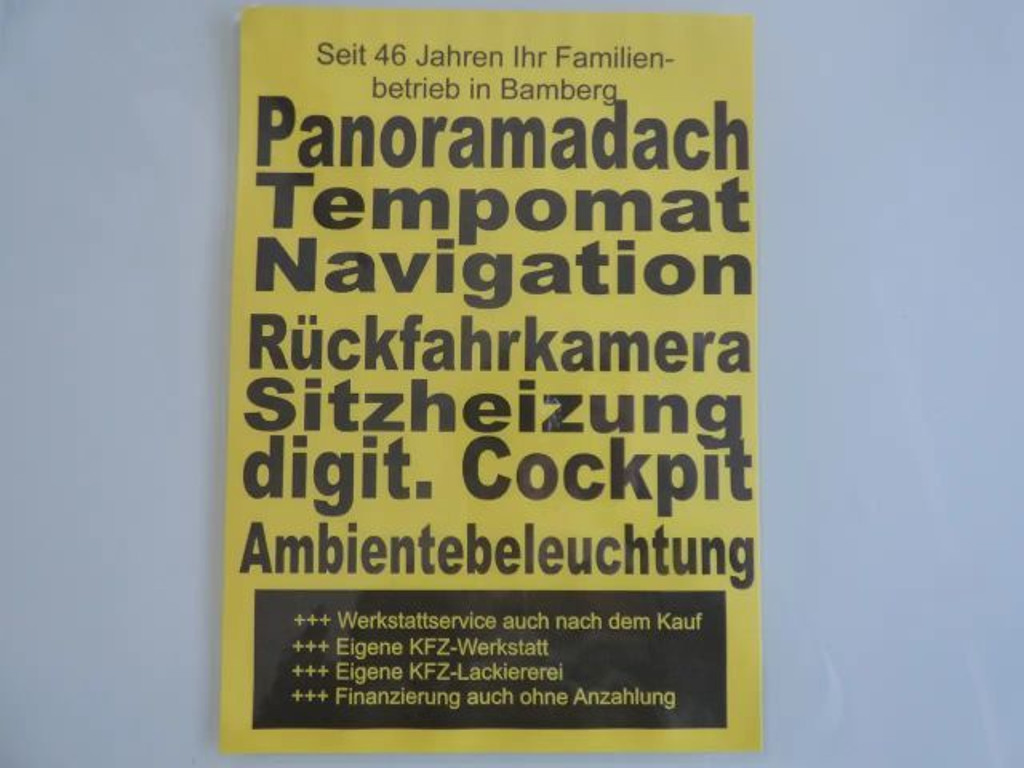 Seit 46 Jahren Ihr Familien-
betrieb in Bamberg
Panoramadach
Tempomat
Navigation
Rückfahrkamera
Sitzheizung
digit. Cockpit
Ambientebeleuchtung
+++ Werkstattservice auch nach dem Kauf
+++ Eigene KFZ-Werkstatt
+++ Eigene KFZ-Lackiererei
+++ Finanzierung auch ohne Anzahlung